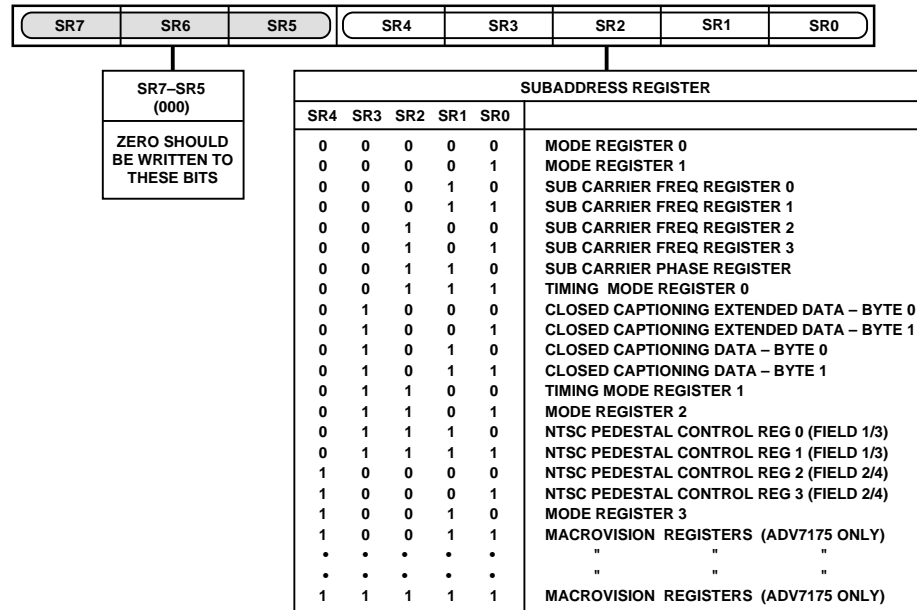 SR7 SR6 SR5 SR4 SR3 SR2 SR1 SR0
SR7–SR5
(000)
ZERO SHOULD
BE WRITTEN TO
THESE BITS
SUBADDRESS REGISTER
SR4 SR3 SR2 SR1 SR0
0 0 0 0 0 MODE REGISTER 0
0 0 0 0 1 MODE REGISTER 1
0 0 0 1 0 SUB CARRIER FREQ REGISTER 0
0 0 0 1 1 SUB CARRIER FREQ REGISTER 1
0 0 1 0 0 SUB CARRIER FREQ REGISTER 2
0 0 1 0 1 SUB CARRIER FREQ REGISTER 3
0 0 1 1 0 SUB CARRIER PHASE REGISTER
0 0 1 1 1 TIMING MODE REGISTER 0
0 1 0 0 0 CLOSED CAPTIONING EXTENDED DATA – BYTE 0
0 1 0 0 1 CLOSED CAPTIONING EXTENDED DATA – BYTE 1
0 1 0 1 0 CLOSED CAPTIONING DATA – BYTE 0
0 1 0 1 1 CLOSED CAPTIONING DATA – BYTE 1
0 1 1 0 0 TIMING MODE REGISTER 1
0 1 1 0 1 MODE REGISTER 2
0 1 1 1 0 NTSC PEDESTAL CONTROL REG 0 (FIELD 1/3)
0 1 1 1 1 NTSC PEDESTAL CONTROL REG 1 (FIELD 1/3)
1 0 0 0 0 NTSC PEDESTAL CONTROL REG 2 (FIELD 2/4)
1 0 0 0 1 NTSC PEDESTAL CONTROL REG 3 (FIELD 2/4)
1 0 0 1 0 MODE REGISTER 3
1 0 0 1 1 MACROVISION REGISTERS (ADV7175 ONLY)
• • • • • " " "
• • • • • " " "
1 1 1 1 1 MACROVISION REGISTERS (ADV7175 ONLY)